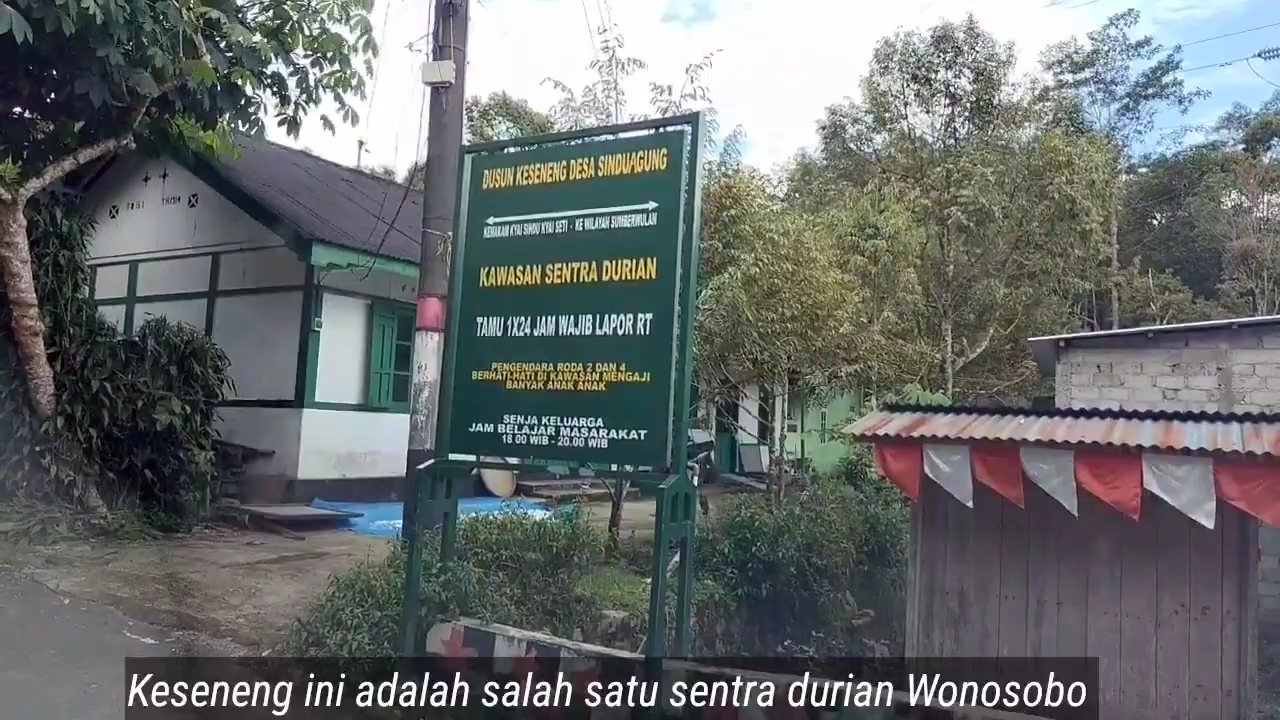 DUSUN KESENENG DESA SINDUAGUNG
KEMAKAM KYAI SINDU KYAI SETI - KE WILAYAH SUMBERWULAN
KAWASAN SENTRA DURIAN
TAMU 1X24 JAM WAJIB LAPOR RT
PENGENDARA RODA 2 DAN 4
BERHATI-HATI DI KAWASAN MENGAJI
BANYAK ANAK ANAK
SENJA KELUARGA
JAM BELAJAR MASARAKAT
18 00 WIB - 20.00 WIB
Keseneng ini adalah salah satu sentra durian Wonosobo